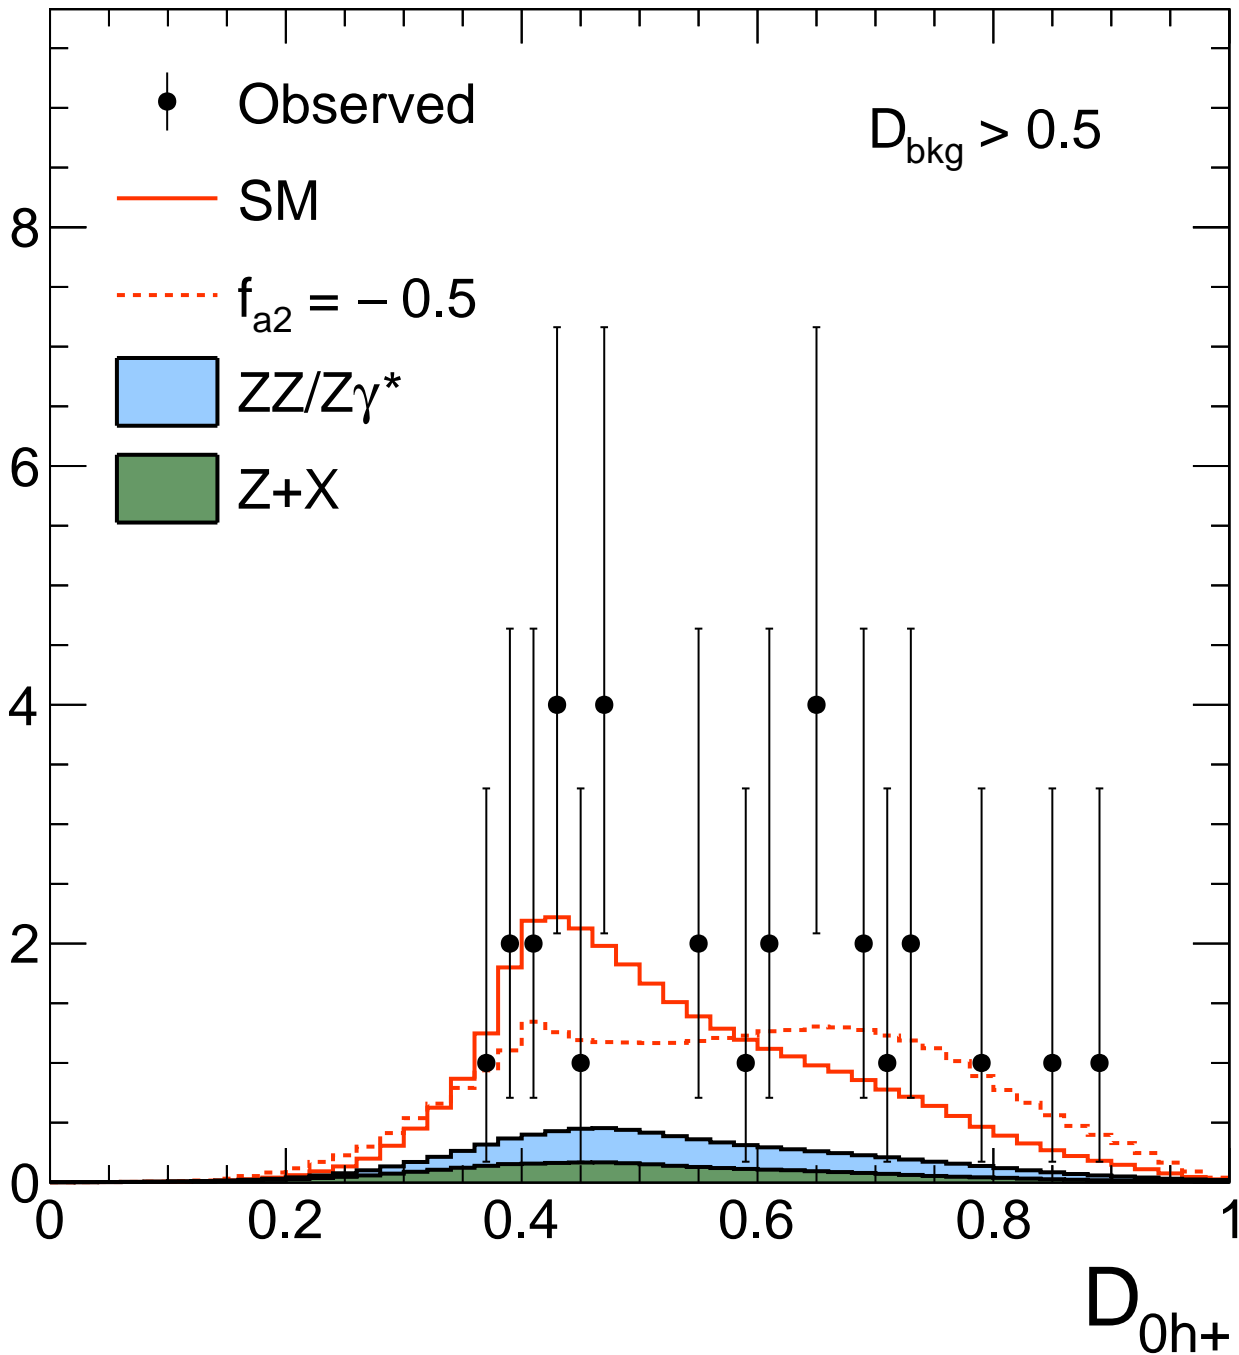 Observed
D_bkg > 0.5
SM
8
f_a2 = – 0.5
ZZ/Zγ*
6
Z+X
4
2
0
0 0.2 0.4 0.6 0.8 1
D_0h+